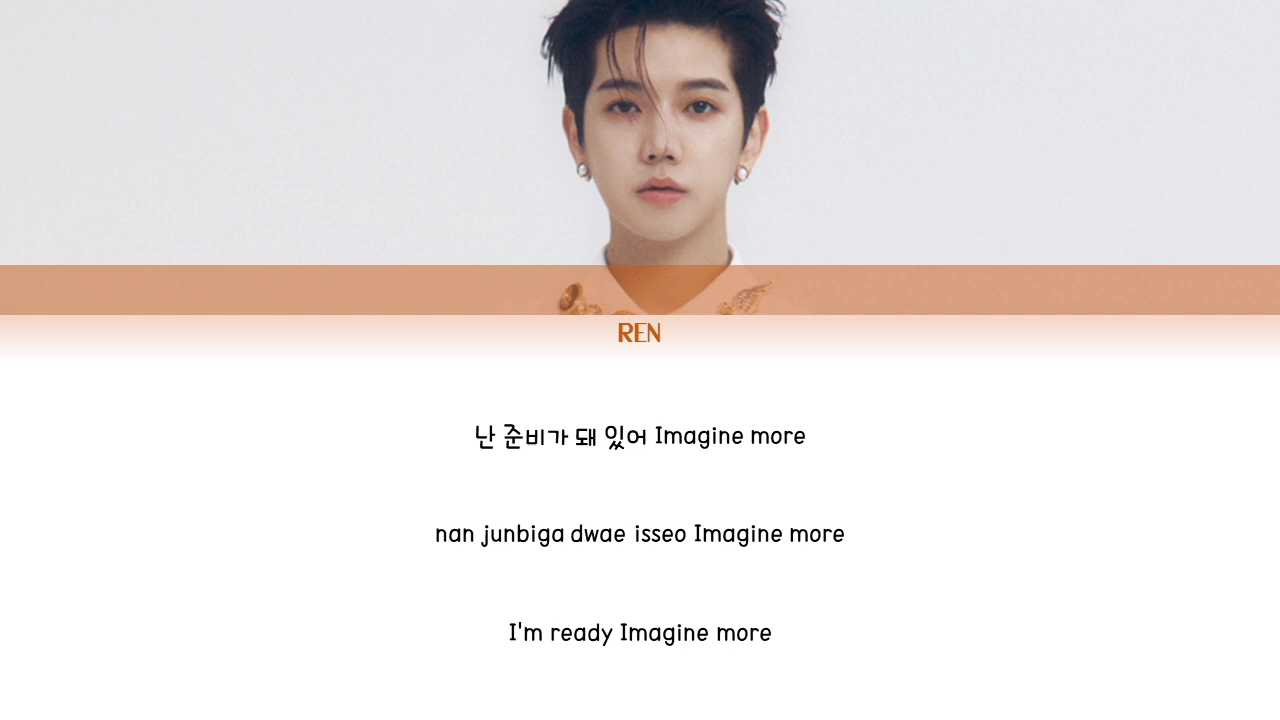 REN
난 준비가 돼 있어 Imagine more
nan junbiga dwae isseo Imagine more
I'm ready Imagine more